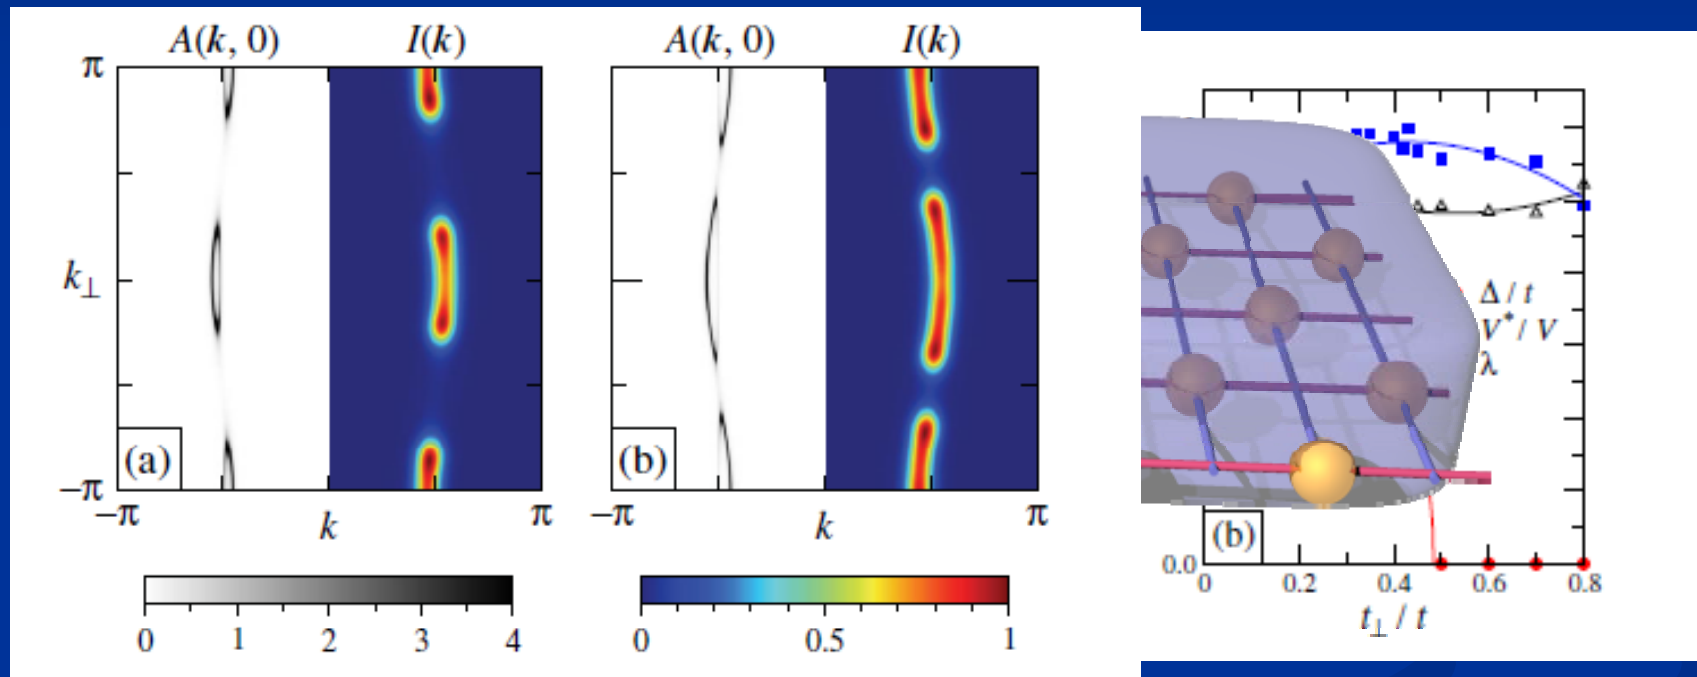 A(k, 0) I(k) A(k, 0) I(k)
π
k⊥
(a) (b)
−π
−π k π −π k π
0 1 2 3 4 0 0.5 1
Δ / t
V* / V
λ
(b)
0.0
0 0.2 0.4 0.6 0.8
t⊥ / t